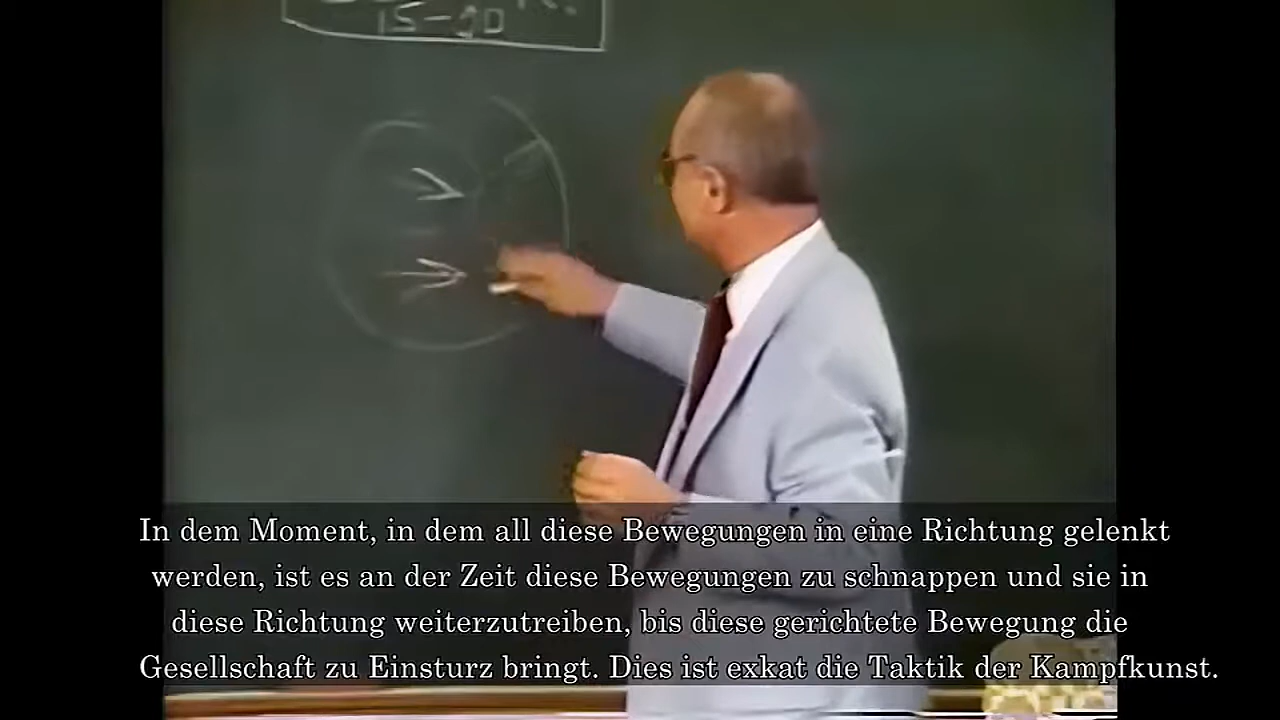 15-20
In dem Moment, in dem all diese Bewegungen in eine Richtung gelenkt
werden, ist es an der Zeit diese Bewegungen zu schnappen und sie in
diese Richtung weiterzutreiben, bis diese gerichtete Bewegung die
Gesellschaft zu Einsturz bringt. Dies ist exkat die Taktik der Kampfkunst.